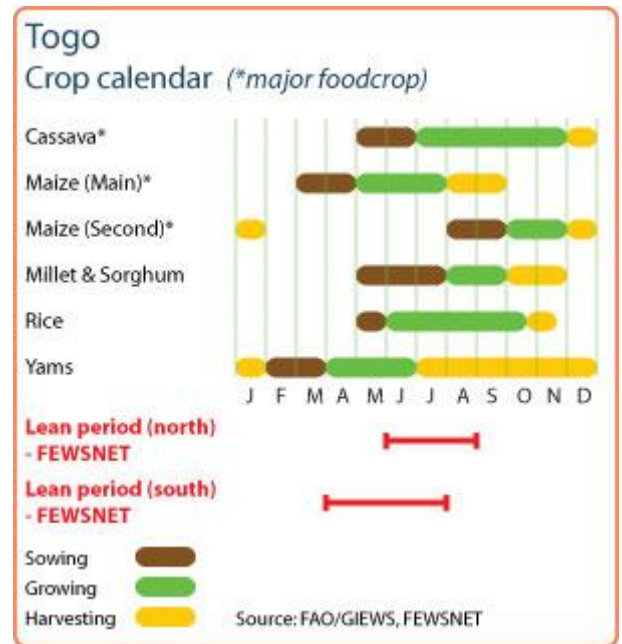 Togo
Crop calendar (*major foodcrop)
Cassava*
Maize (Main)*
Maize (Second)*
Millet & Sorghum
Rice
Yams
J F M A M J J A S O N D
Lean period (north)
- FEWSNET
Lean period (south)
- FEWSNET
Sowing
Growing
Harvesting
Source: FAO/GIEWS, FEWSNET